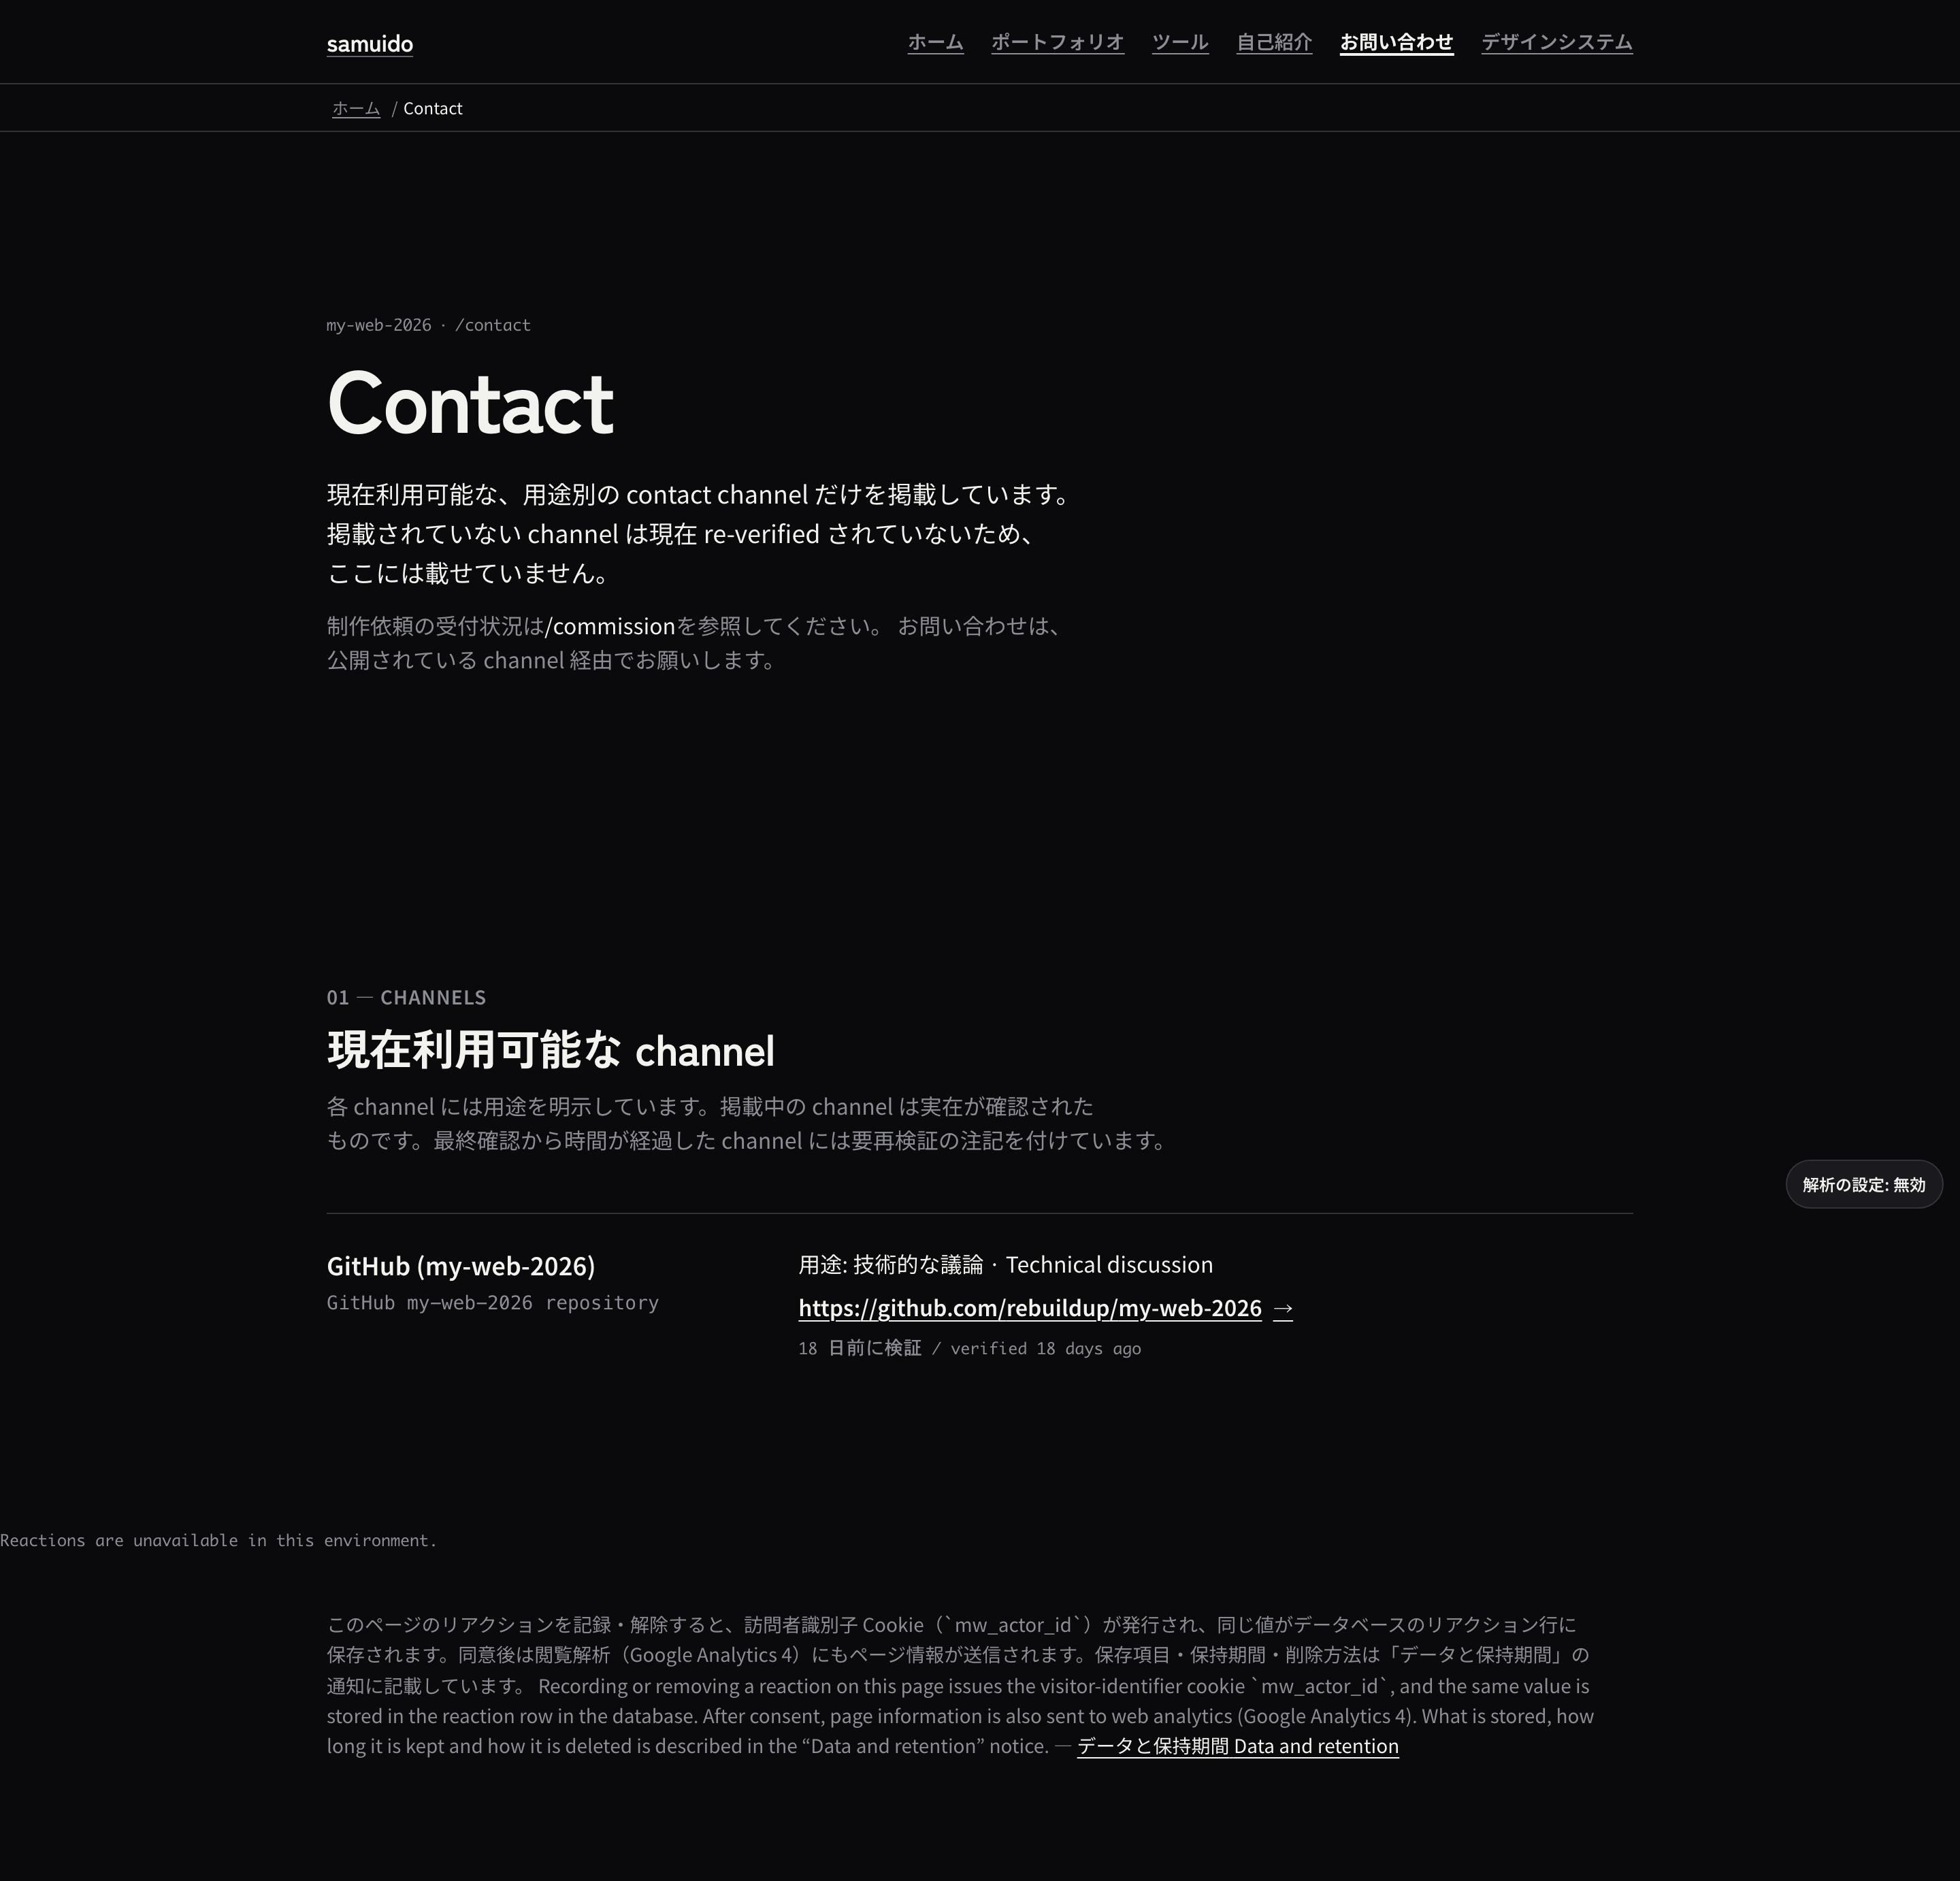 samuido
ホーム ポートフォリオ ツール 自己紹介 お問い合わせ デザインシステム
ホーム / Contact
my-web-2026 · /contact
Contact
現在利用可能な、用途別の contact channel だけを掲載しています。
掲載されていない channel は現在 re-verified されていないため、
ここには載せていません。
制作依頼の受付状況は/commissionを参照してください。 お問い合わせは、
公開されている channel 経由でお願いします。
01 — CHANNELS
現在利用可能な channel
各 channel には用途を明示しています。掲載中の channel は実在が確認された
ものです。最終確認から時間が経過した channel には要再検証の注記を付けています。
解析の設定: 無効
GitHub (my-web-2026)
GitHub my-web-2026 repository
用途: 技術的な議論 · Technical discussion
https://github.com/rebuildup/my-web-2026 →
18 日前に検証 / verified 18 days ago
Reactions are unavailable in this environment.
このページのリアクションを記録・解除すると、訪問者識別子 Cookie（`mw_actor_id`）が発行され、同じ値がデータベースのリアクション行に
保存されます。同意後は閲覧解析（Google Analytics 4）にもページ情報が送信されます。保存項目・保持期間・削除方法は「データと保持期間」の
通知に記載しています。 Recording or removing a reaction on this page issues the visitor-identifier cookie `mw_actor_id`, and the same value is
stored in the reaction row in the database. After consent, page information is also sent to web analytics (Google Analytics 4). What is stored, how
long it is kept and how it is deleted is described in the “Data and retention” notice. — データと保持期間 Data and retention